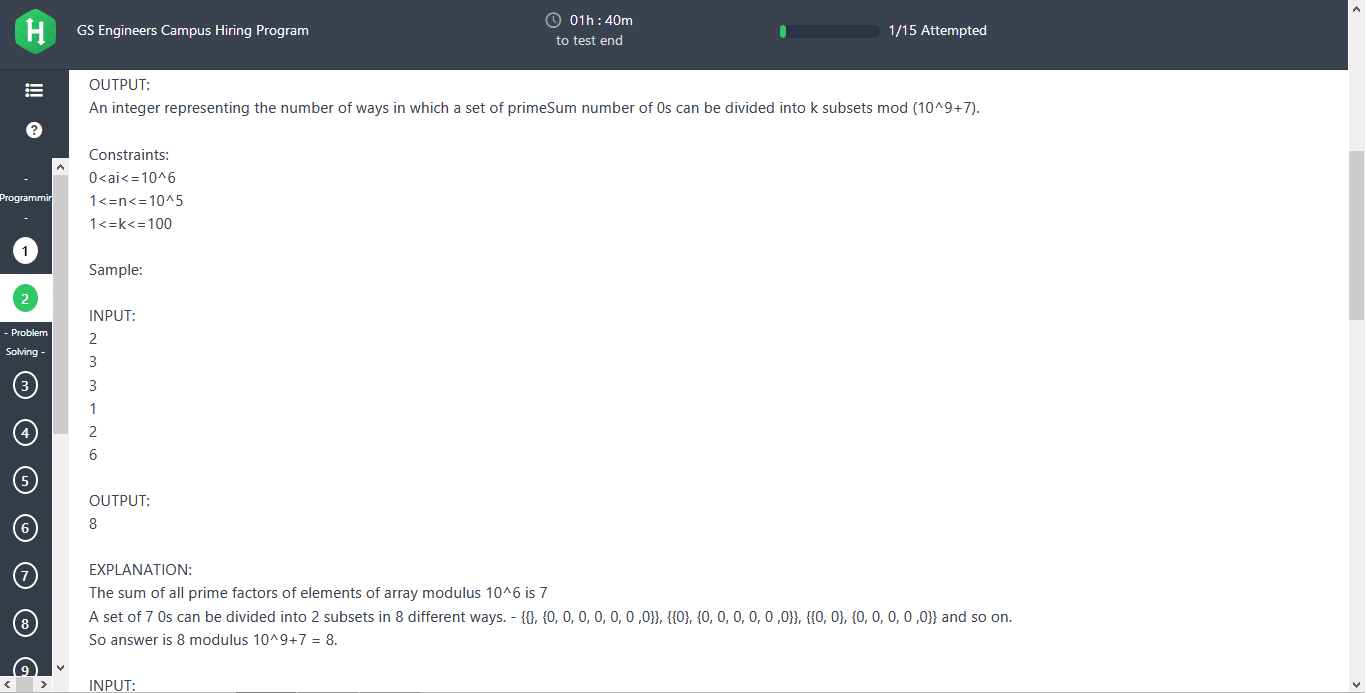 H
GS Engineers Campus Hiring Program
01h : 40m
to test end
1/15 Attempted
?
-
Programmin
-
1
2
- Problem
Solving -
3
4
5
6
7
8
9
OUTPUT:
An integer representing the number of ways in which a set of primeSum number of 0s can be divided into k subsets mod (10^9+7).
Constraints:
0<ai<=10^6
1<=n<=10^5
1<=k<=100
Sample:
INPUT:
2
3
3
1
2
6
OUTPUT:
8
EXPLANATION:
The sum of all prime factors of elements of array modulus 10^6 is 7
A set of 7 0s can be divided into 2 subsets in 8 different ways. - {{}, {0, 0, 0, 0, 0, 0 ,0}}, {{0}, {0, 0, 0, 0, 0 ,0}}, {{0, 0}, {0, 0, 0, 0 ,0}} and so on.
So answer is 8 modulus 10^9+7 = 8.
INPUT: